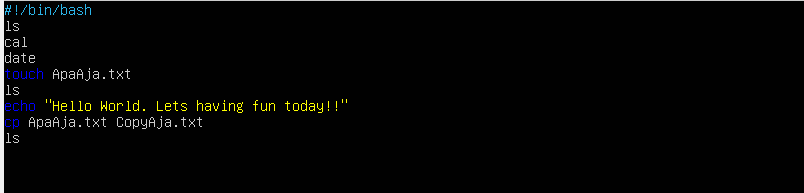 #!/bin/bash
ls
cal
date
touch ApaAja.txt
ls
echo "Hello World. Lets having fun today!!"
cp ApaAja.txt CopyAja.txt
ls